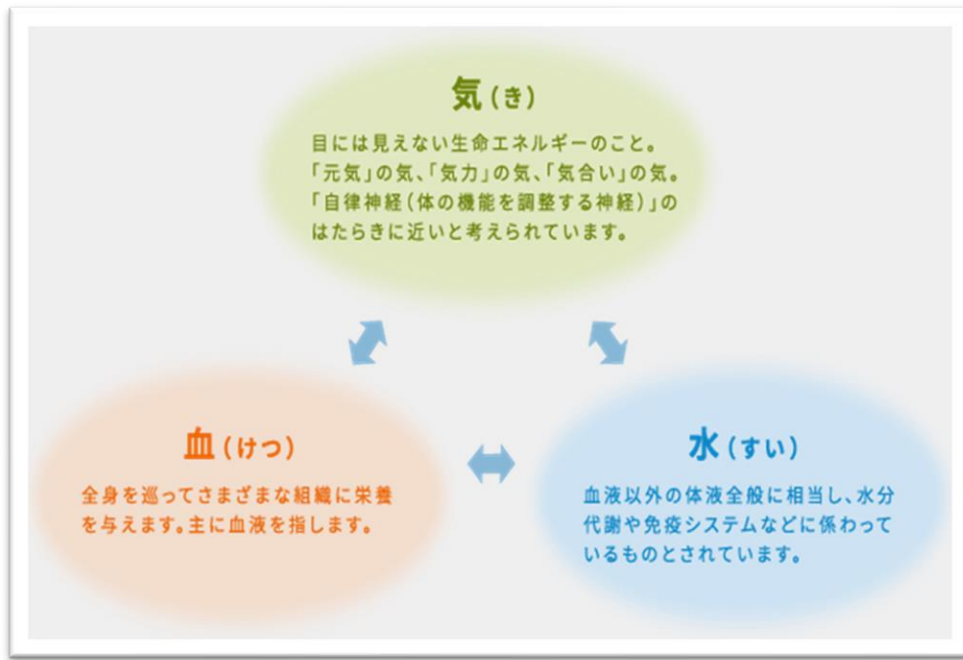 気(き)
目には見えない生命エネルギーのこと。
「元気」の気、「気力」の気、「気合い」の気。
「自律神経(体の機能を調整する神経)」の
はたらきに近いと考えられています。
血(けつ)
全身を巡ってさまざまな組織に栄養
を与えます。主に血液を指します。
水(すい)
血液以外の体液全般に相当し、水分
代謝や免疫システムなどに係わって
いるものとされています。